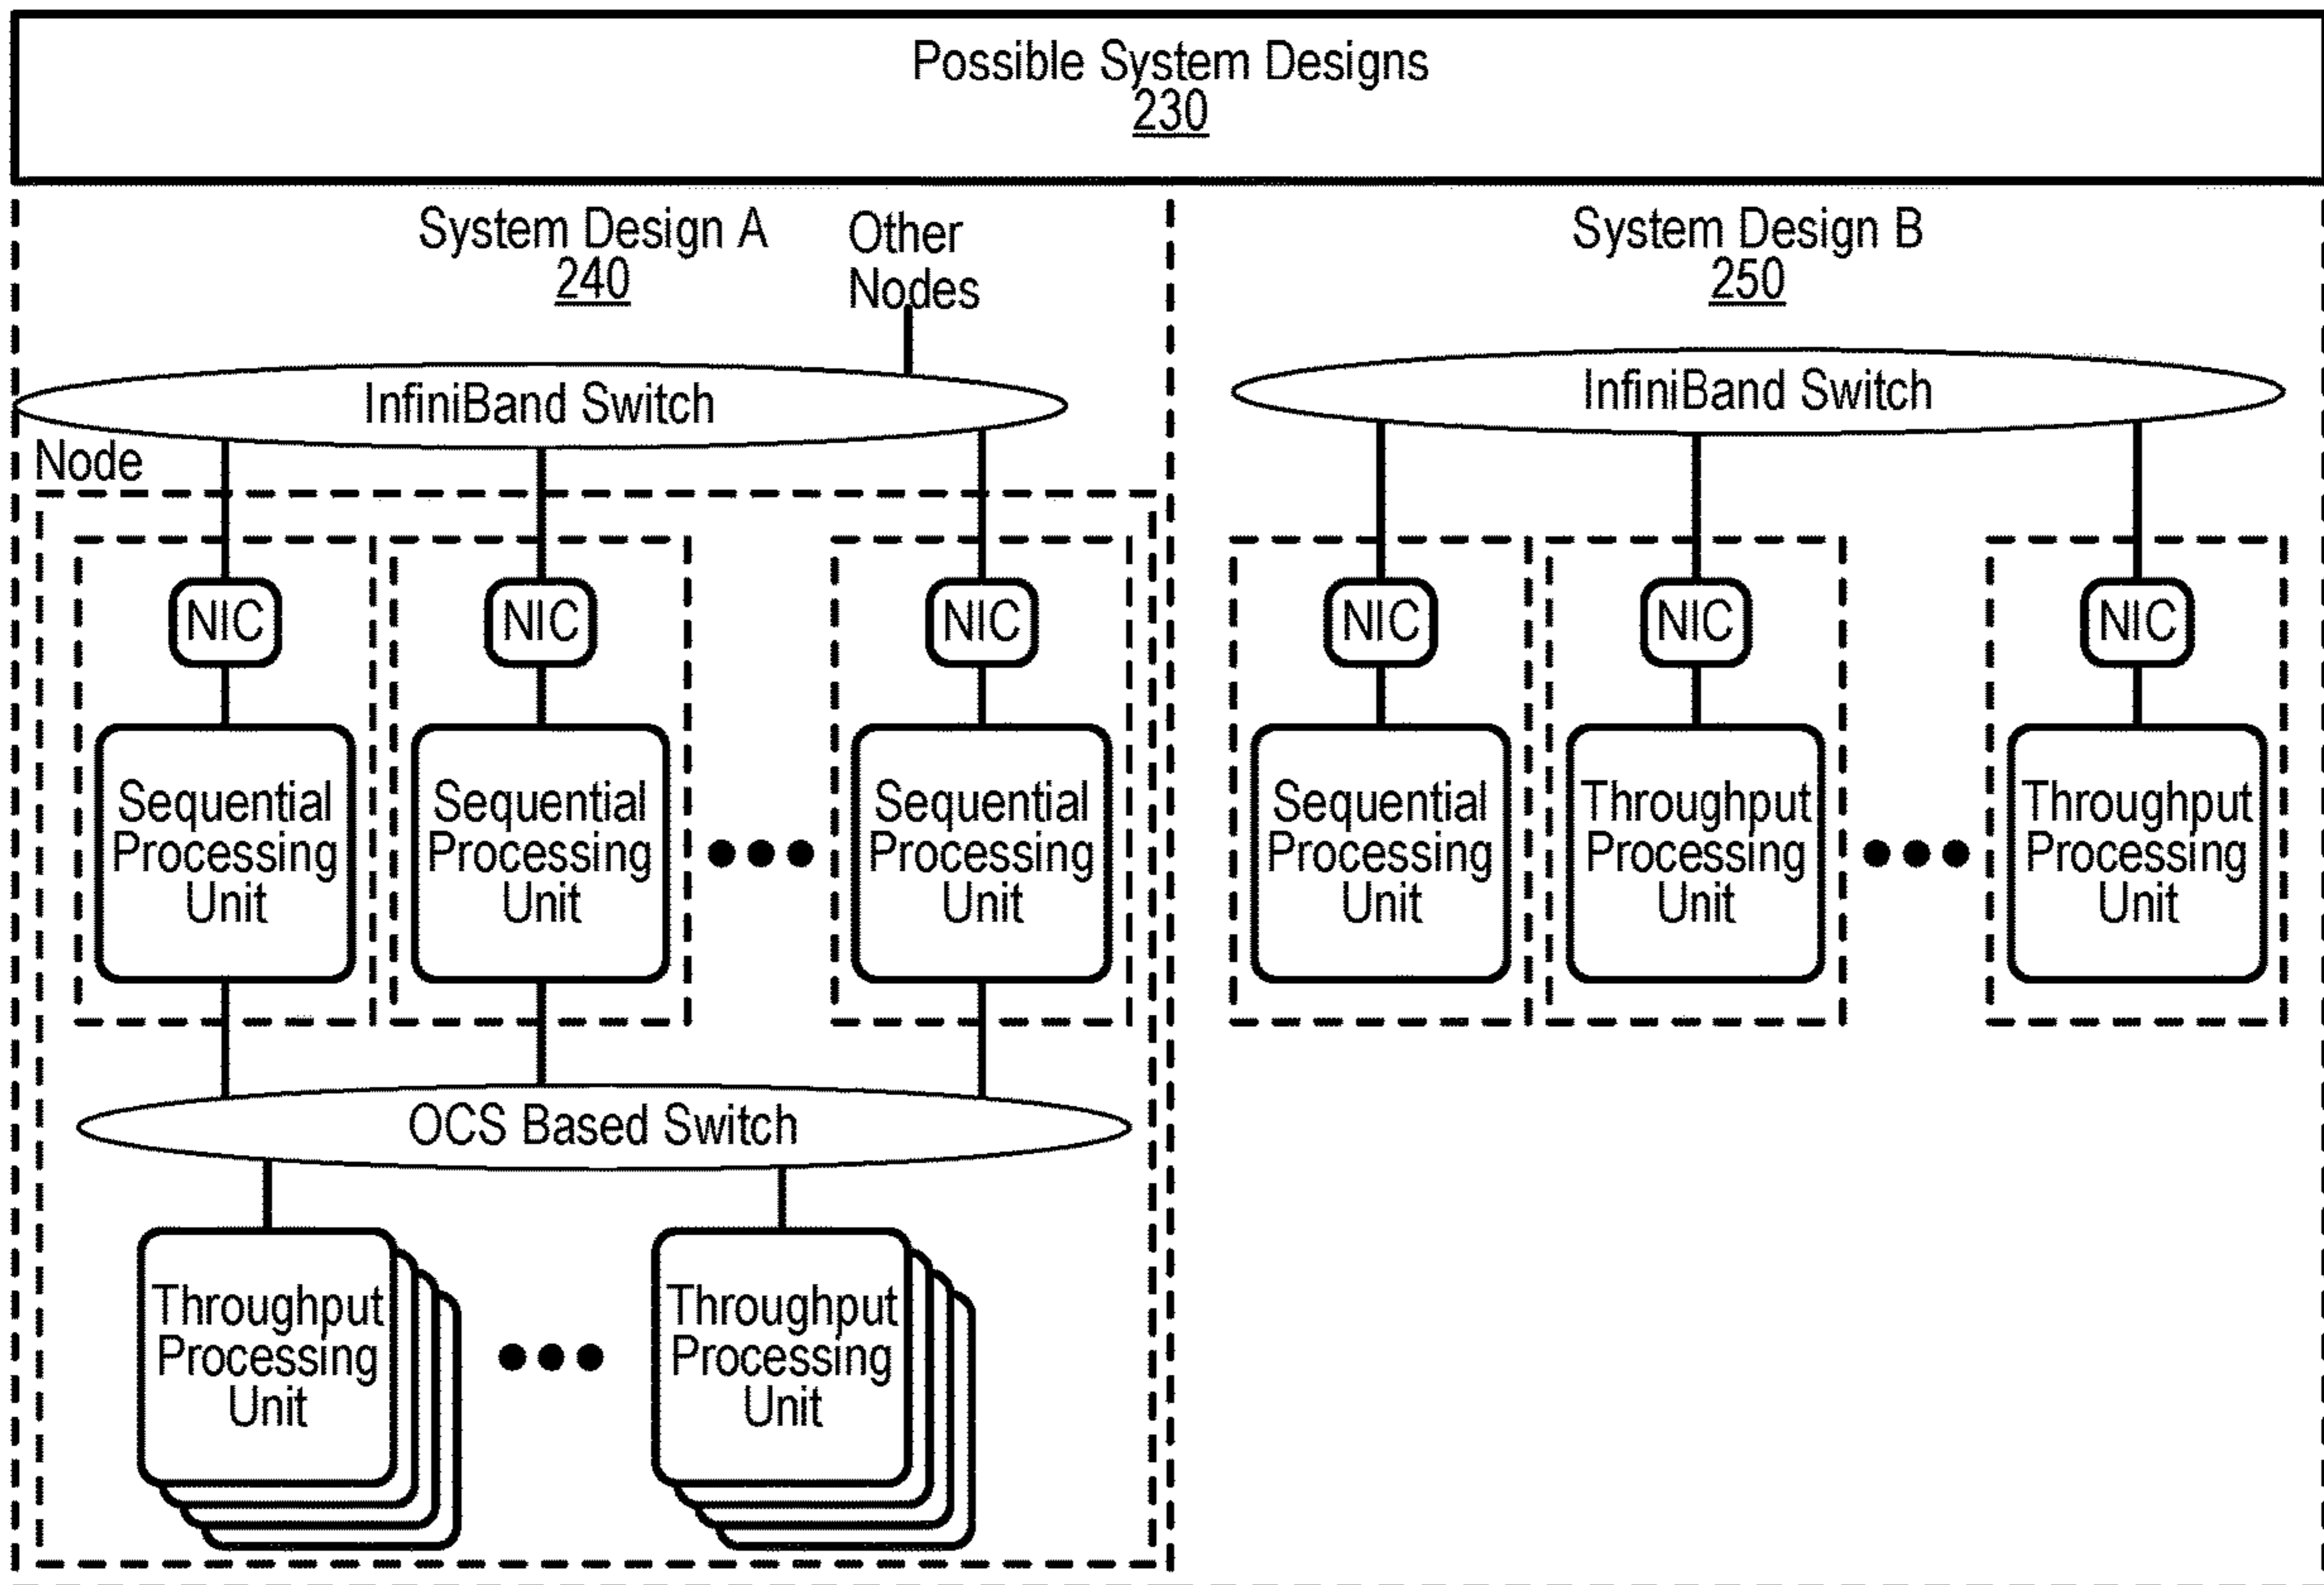 Possible System Designs
230
System Design A
240
Other
Nodes
InfiniBand Switch
Node
NIC
NIC
NIC
Sequential
Processing
Unit
Sequential
Processing
Unit
Sequential
Processing
Unit
OCS Based Switch
Throughput
Processing
Unit
Throughput
Processing
Unit
System Design B
250
InfiniBand Switch
NIC
NIC
NIC
Sequential
Processing
Unit
Throughput
Processing
Unit
Throughput
Processing
Unit